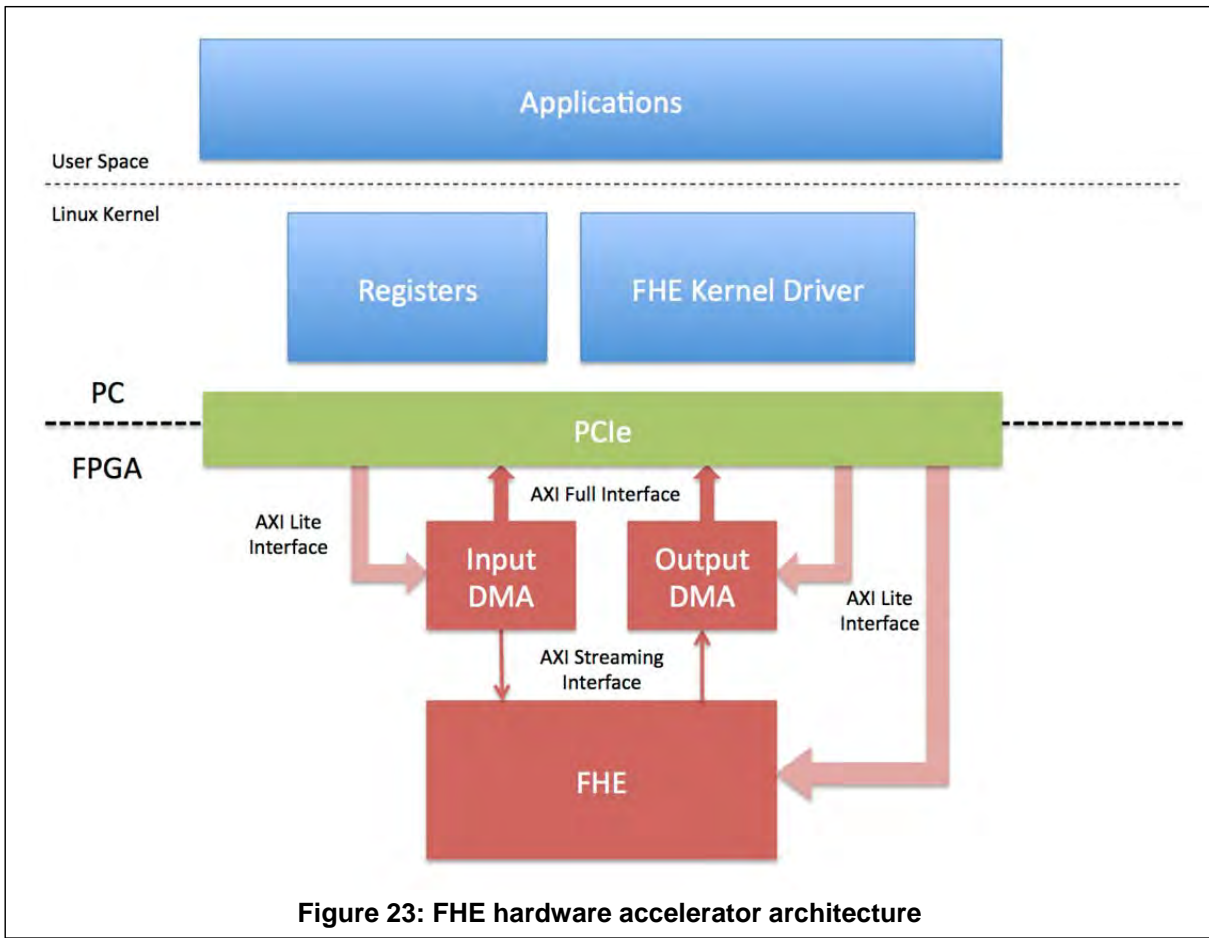 Applications
User Space
Linux Kernel
Registers
FHE Kernel Driver
PC
PCIe
FPGA
AXI Full Interface
AXI Lite
Interface
Input
DMA
Output
DMA
AXI Lite
Interface
AXI Streaming
Interface
FHE
Figure 23: FHE hardware accelerator architecture